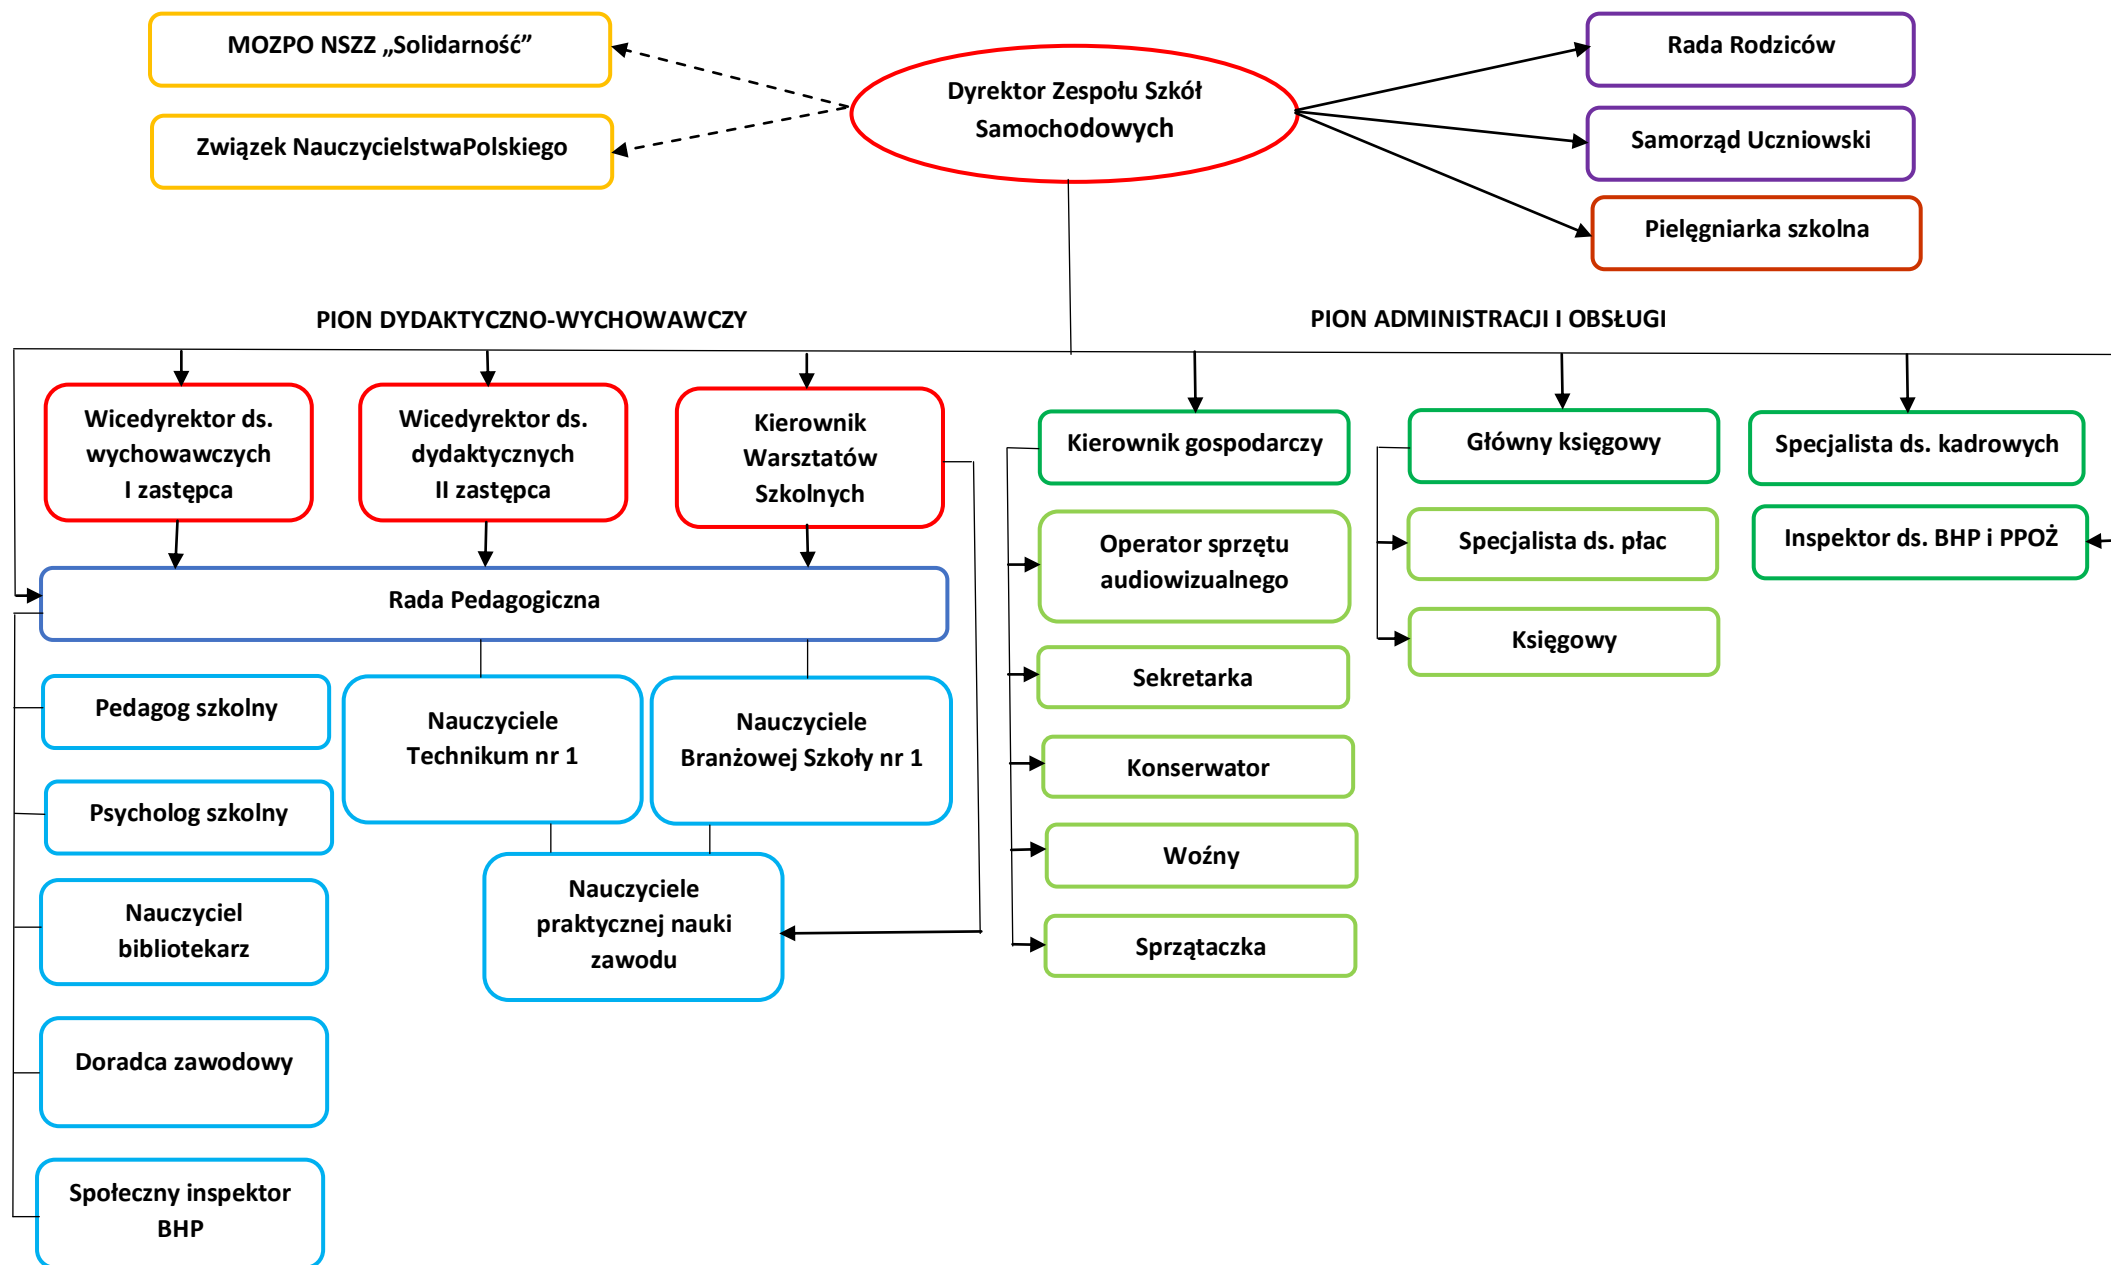 MOZPO NSZZ „Solidarność”
Związek NauczycielstwaPolskiego
Dyrektor Zespołu Szkół
Samochodowych
Rada Rodziców
Samorząd Uczniowski
Pielęgniarka szkolna
PION DYDAKTYCZNO-WYCHOWAWCZY
PION ADMINISTRACJI I OBSŁUGI
Wicedyrektor ds.
wychowawczych
I zastępca
Wicedyrektor ds.
dydaktycznych
II zastępca
Kierownik
Warsztatów
Szkolnych
Kierownik gospodarczy
Główny księgowy
Specjalista ds. kadrowych
Rada Pedagogiczna
Operator sprzętu
audiowizualnego
Specjalista ds. płac
Inspektor ds. BHP i PPOŻ
Księgowy
Pedagog szkolny
Nauczyciele
Technikum nr 1
Nauczyciele
Branżowej Szkoły nr 1
Sekretarka
Konserwator
Psycholog szkolny
Woźny
Nauczyciel
bibliotekarz
Nauczyciele
praktycznej nauki
zawodu
Sprzątaczka
Doradca zawodowy
Społeczny inspektor
BHP